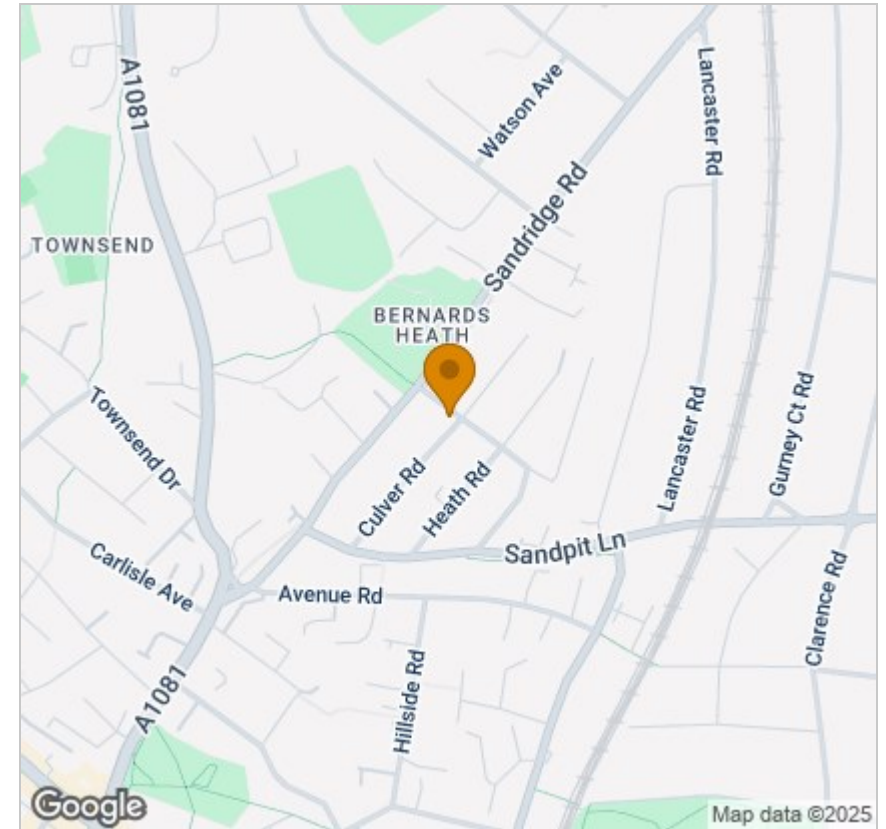 A1081
Watson Ave
Lancaster Rd
Sandridge Rd
TOWNSEND
BERNARDS
HEATH
Townsend Dr
Culver Rd
Heath Rd
Lancaster Rd
Gurney Ct Rd
Sandpit Ln
Carlisle Ave
Avenue Rd
Clarence Rd
Hillside Rd
A1081
Google
Map data ©2025